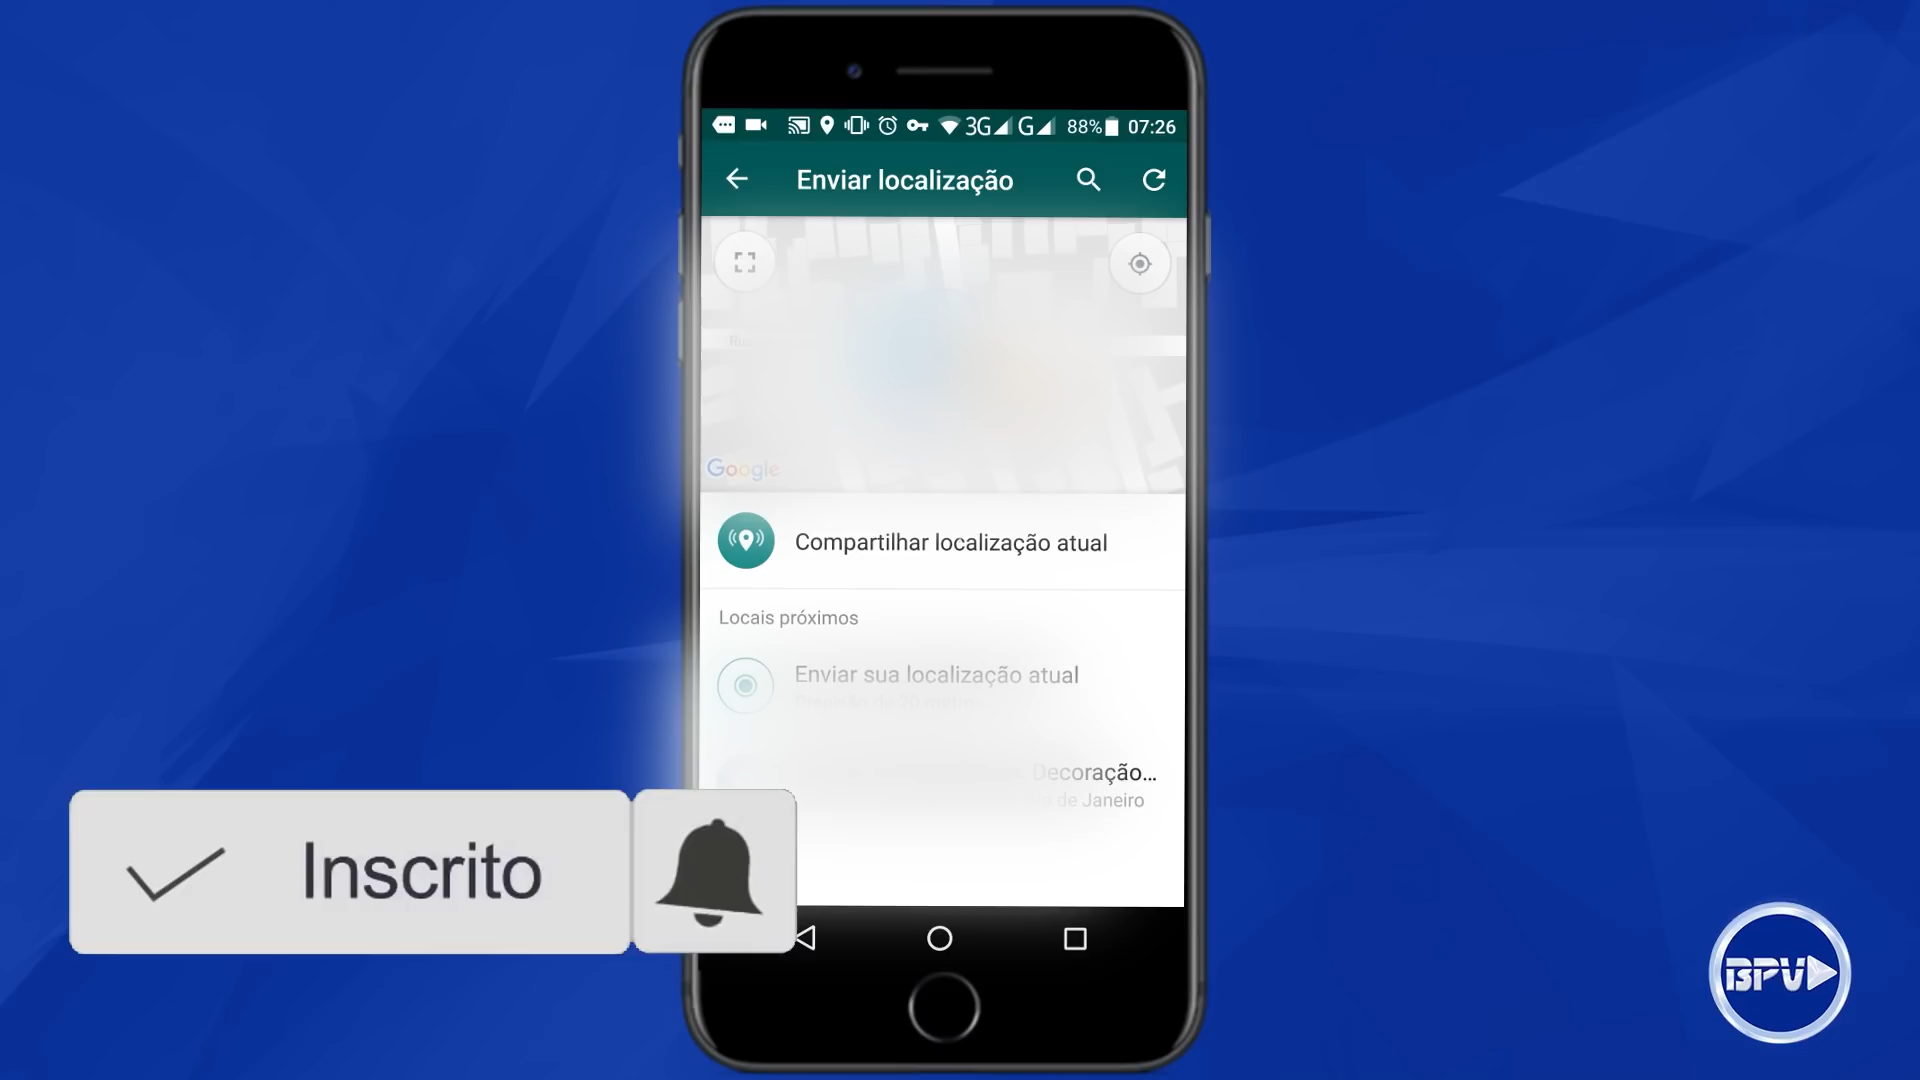 3G G 88% 07:26
Enviar localização
Google
Compartilhar localização atual
Locais próximos
Enviar sua localização atual
Decoração...
de Janeiro
Inscrito
BPV